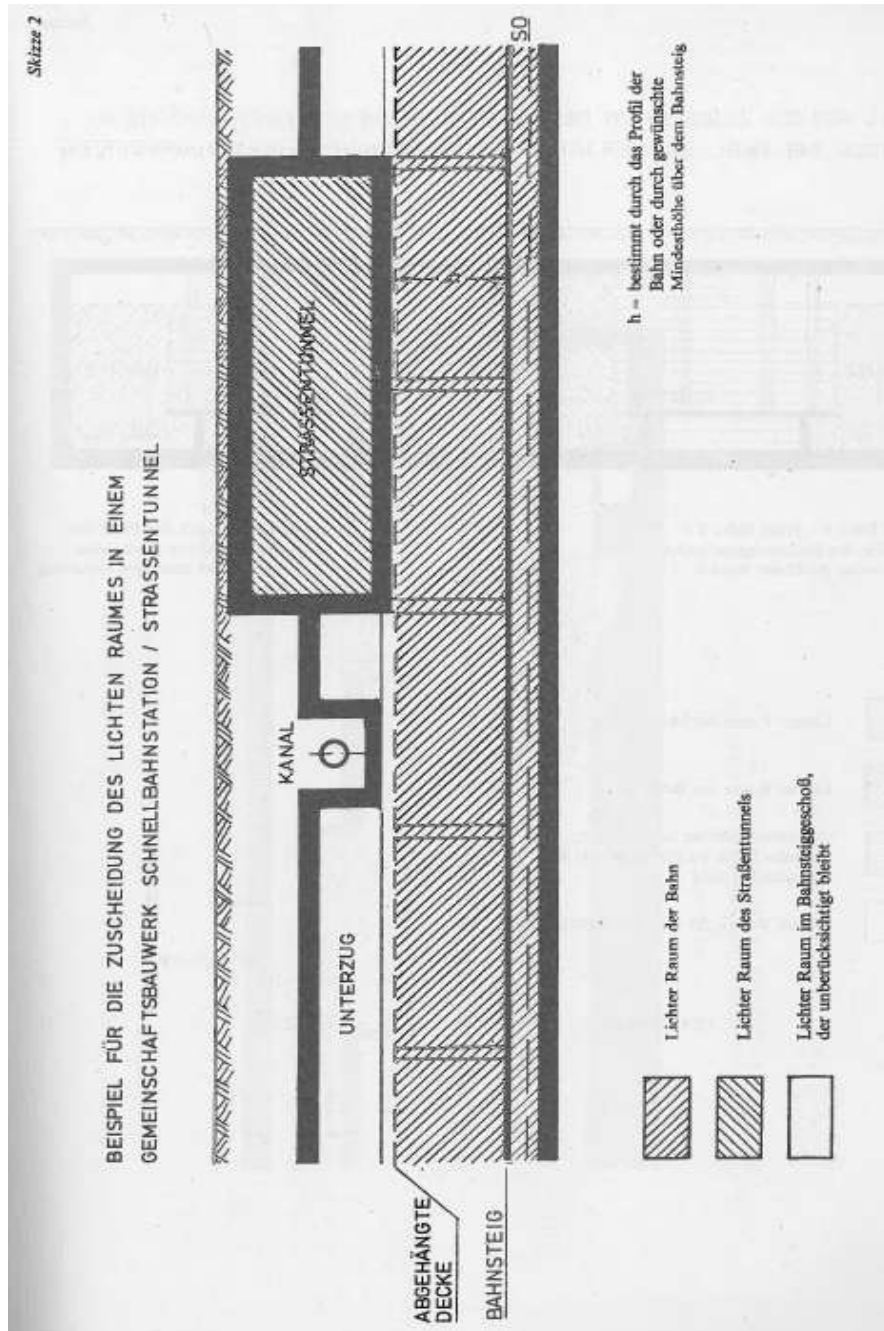 Skizze 2
BEISPIEL FÜR DIE ZUSCHEIDUNG DES LICHTEN RAUMES IN EINEM
GEMEINSCHAFTSBAUWERK SCHNELLBAHNSTATION / STRASSENTUNNEL
KANAL
STRASSENTUNNEL
UNTERZUG
h
ABGEHÄNGTE
DECKE
BAHNSTEIG
SO
h = bestimmt durch das Profil der
Bahn oder durch gewünschte
Mindesthöhe über dem Bahnsteig
Lichter Raum der Bahn
Lichter Raum des Straßentunnels
Lichter Raum im Bahnsteiggeschoß,
der unberücksichtigt bleibt